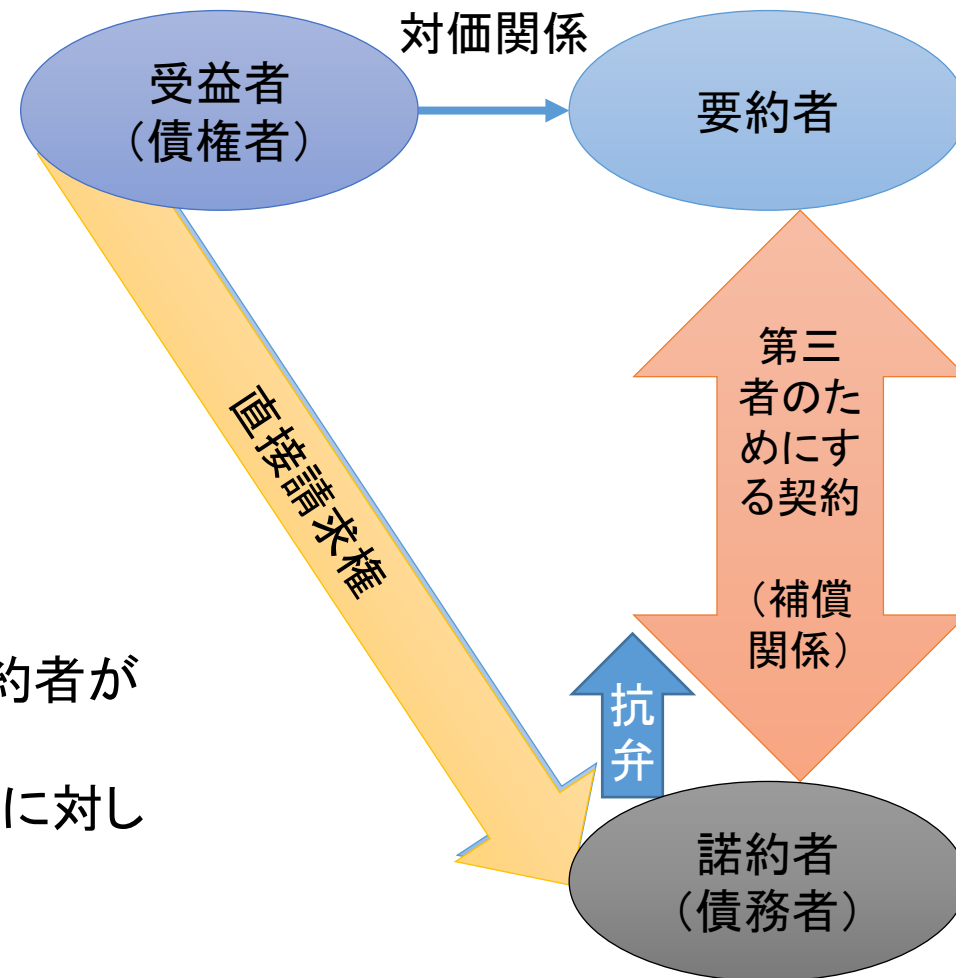 対価関係
受益者
（債権者）
要約者
直接請求権
第三
者のた
めにす
る契約
（補償
関係）
抗
弁
約者が
に対し
諾約者
（債務者）